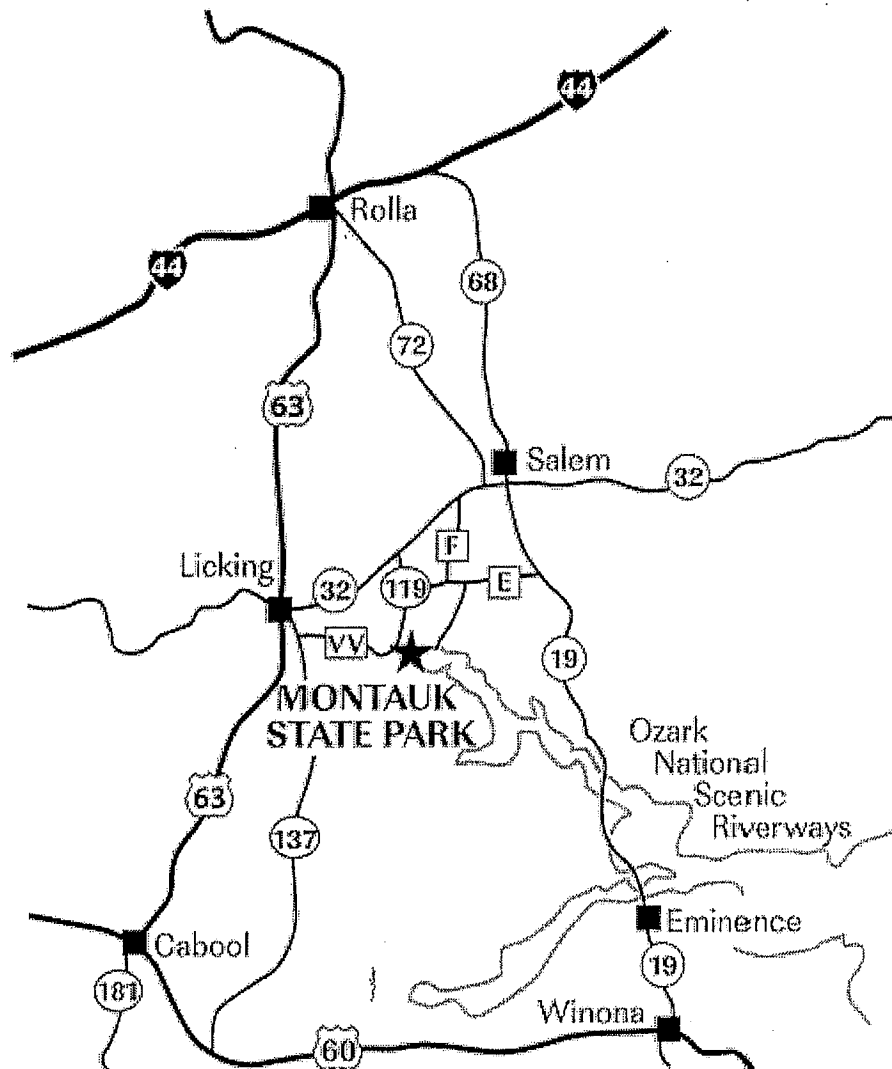 44
Rolla
44
68
72
63
Salem
32
F
Licking
32
119
E
VV
19
MONTAUK
STATE PARK
Ozark
National
Scenic
Riverways
63
137
Eminence
Cabool
19
181
Winona
60